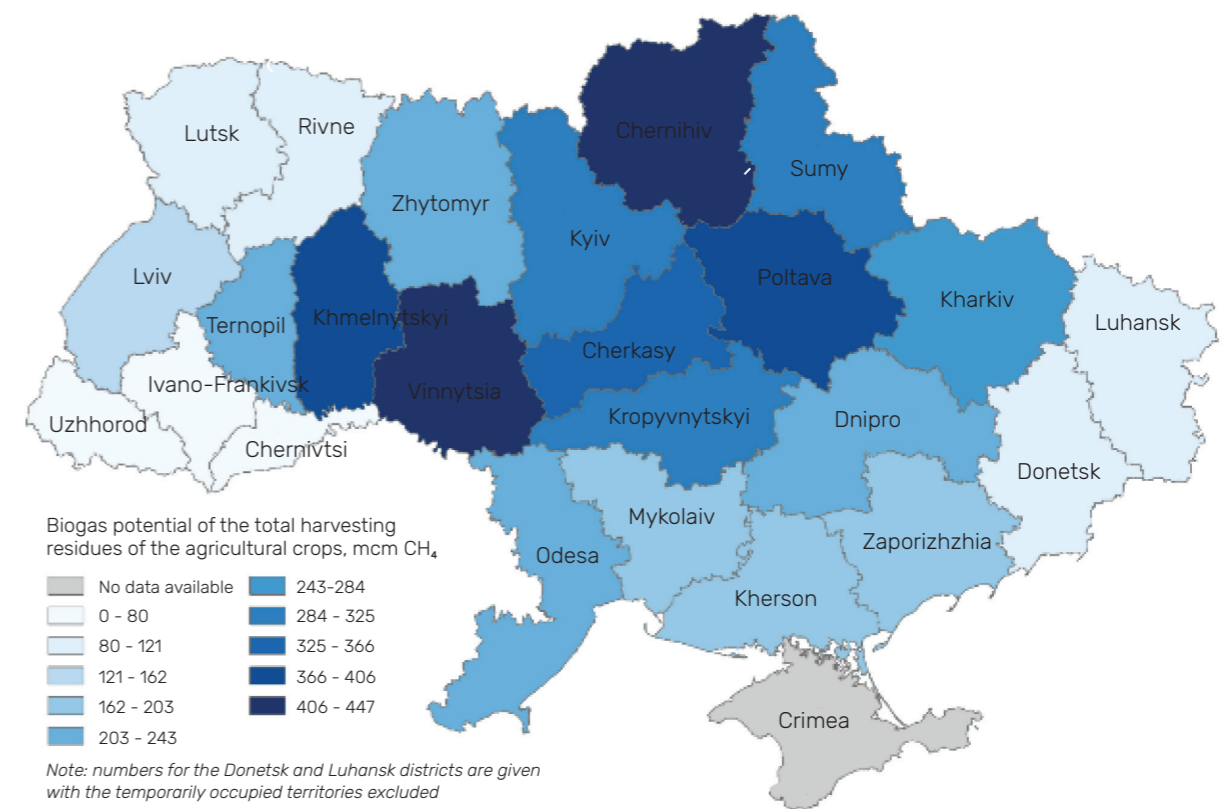 Chernihiv
Lutsk
Rivne
Sumy
Zhytomyr
Kyiv
Lviv
Poltava
Kharkiv
Ternopil
Khmelnytskyi
Luhansk
Cherkasy
Ivano-Frankivsk
Vinnytsia
Uzhhorod
Kropyvnytskyi
Dnipro
Chernivtsi
Donetsk
Mykolaiv
Zaporizhzhia
Odesa
Kherson
Crimea
Biogas potential of the total harvesting
residues of the agricultural crops, mcm CH₄
No data available
0 - 80
80 - 121
121 - 162
162 - 203
203 - 243
243-284
284 - 325
325 - 366
366 - 406
406 - 447
Note: numbers for the Donetsk and Luhansk districts are given
with the temporarily occupied territories excluded